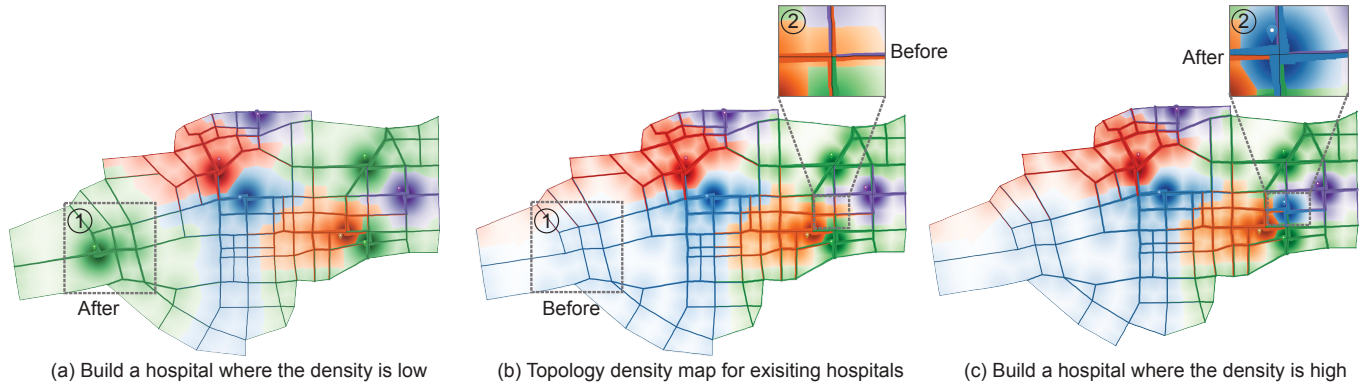 ②
Before
②
After
①
After
①
Before
(a) Build a hospital where the density is low
(b) Topology density map for exisiting hospitals
(c) Build a hospital where the density is high